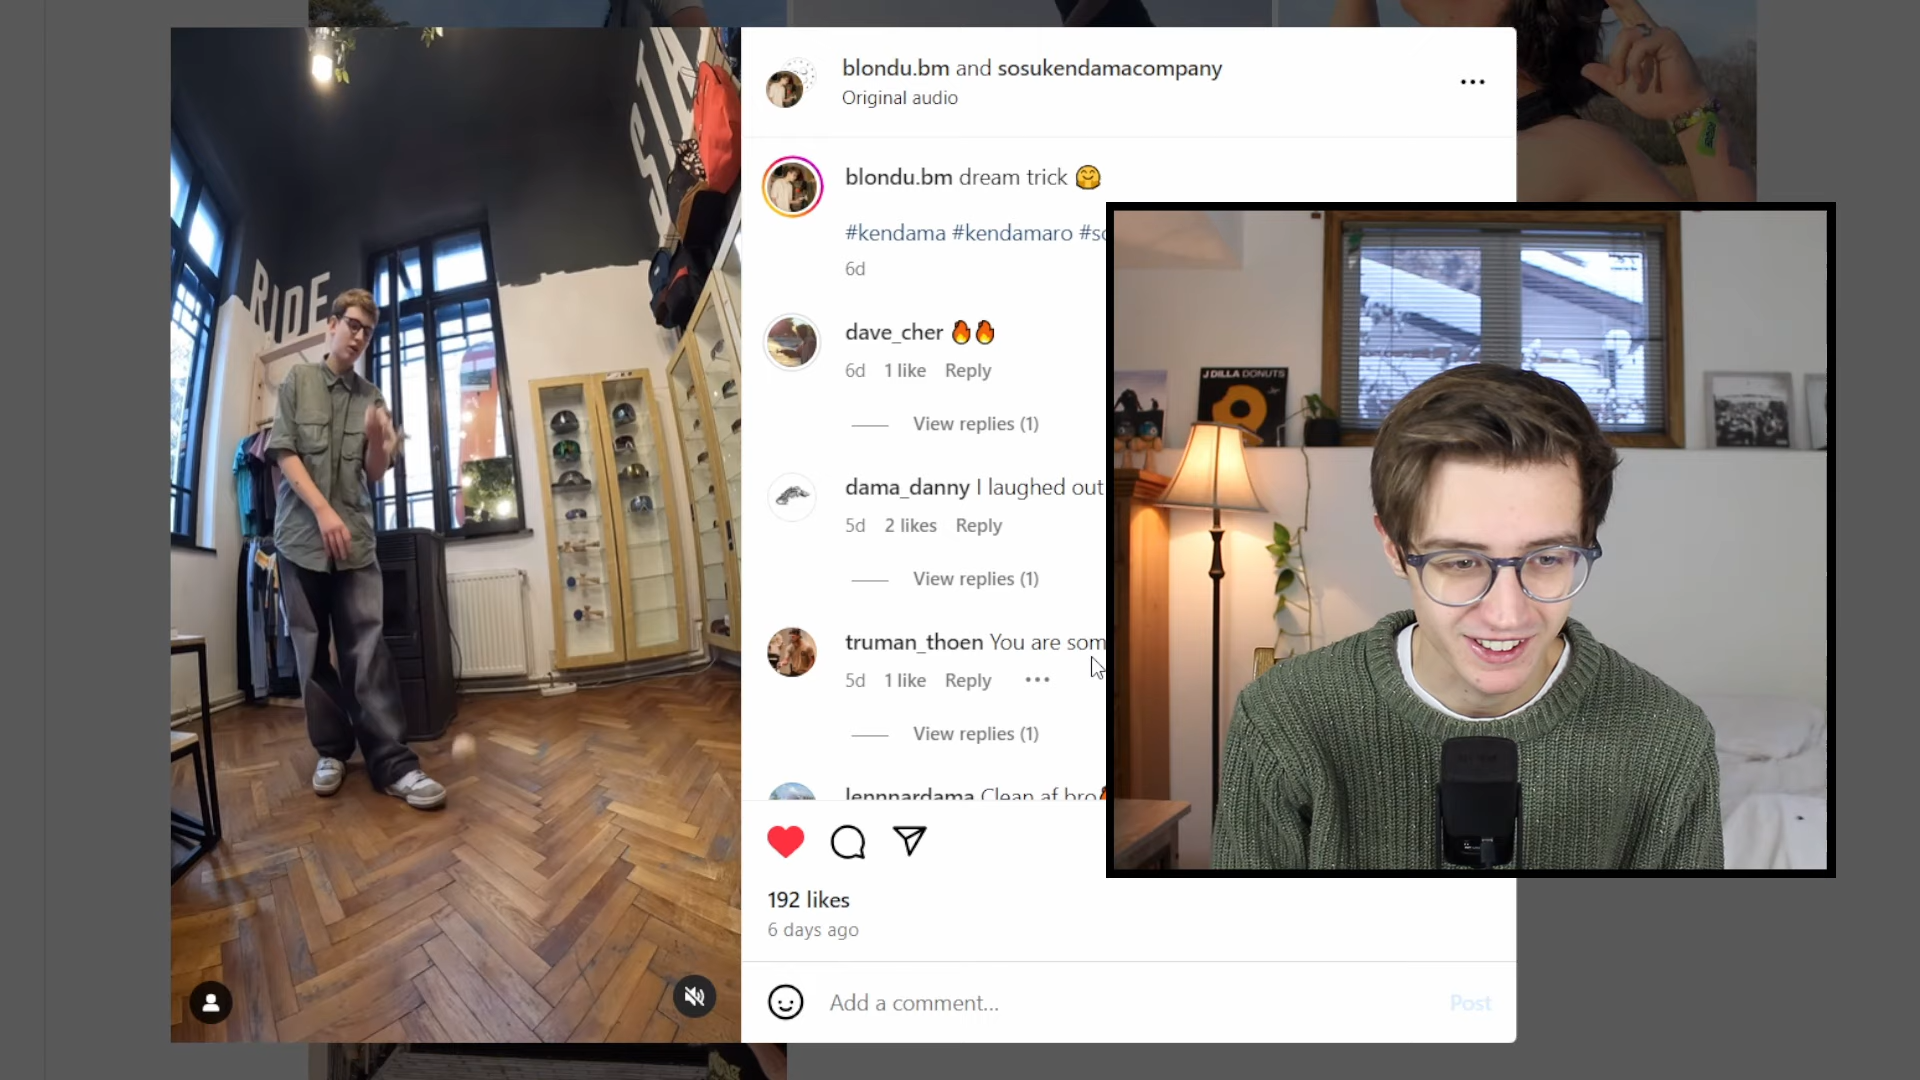 RIDE
STA
blondu.bm and sosukendamacompany
Original audio
blondu.bm dream trick 🤗
#kendama #kendamaro
6d
dave_cher 🔥🔥
6d 1 like Reply
View replies (1)
dama_danny I laughed out
5d 2 likes Reply
View replies (1)
truman_thoen You are som
5d 1 like Reply
View replies (1)
lennnardama Clean af bro
192 likes
6 days ago
Add a comment...
Post
J DILLA DONUTS